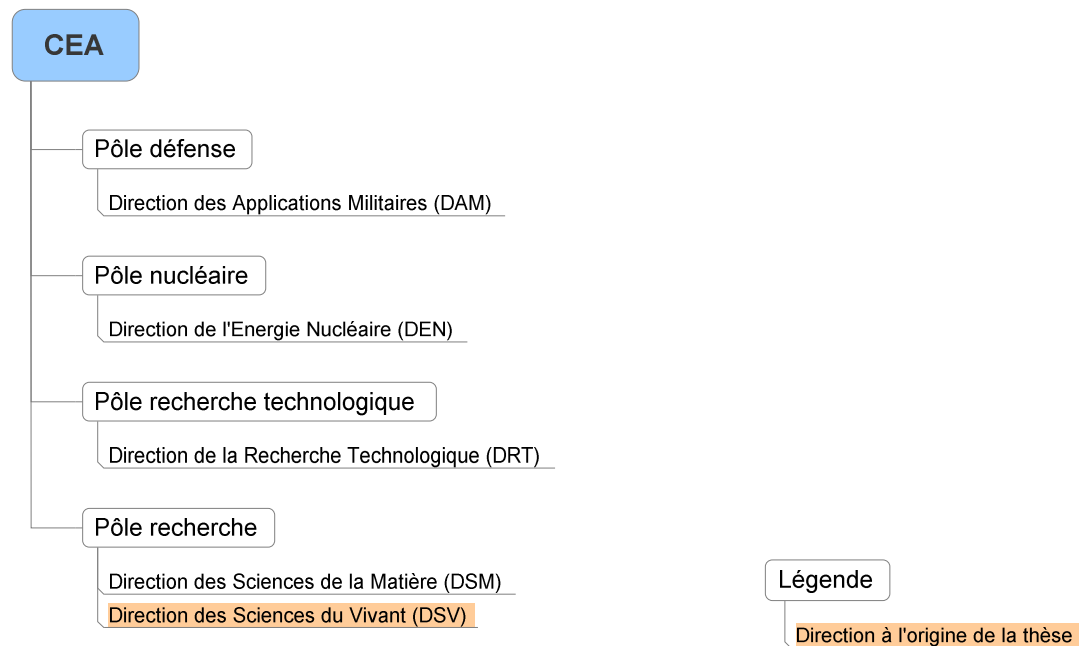 CEA
Pôle défense
Direction des Applications Militaires (DAM)
Pôle nucléaire
Direction de l'Energie Nucléaire (DEN)
Pôle recherche technologique
Direction de la Recherche Technologique (DRT)
Pôle recherche
Direction des Sciences de la Matière (DSM)
Direction des Sciences du Vivant (DSV)
Légende
Direction à l'origine de la thèse